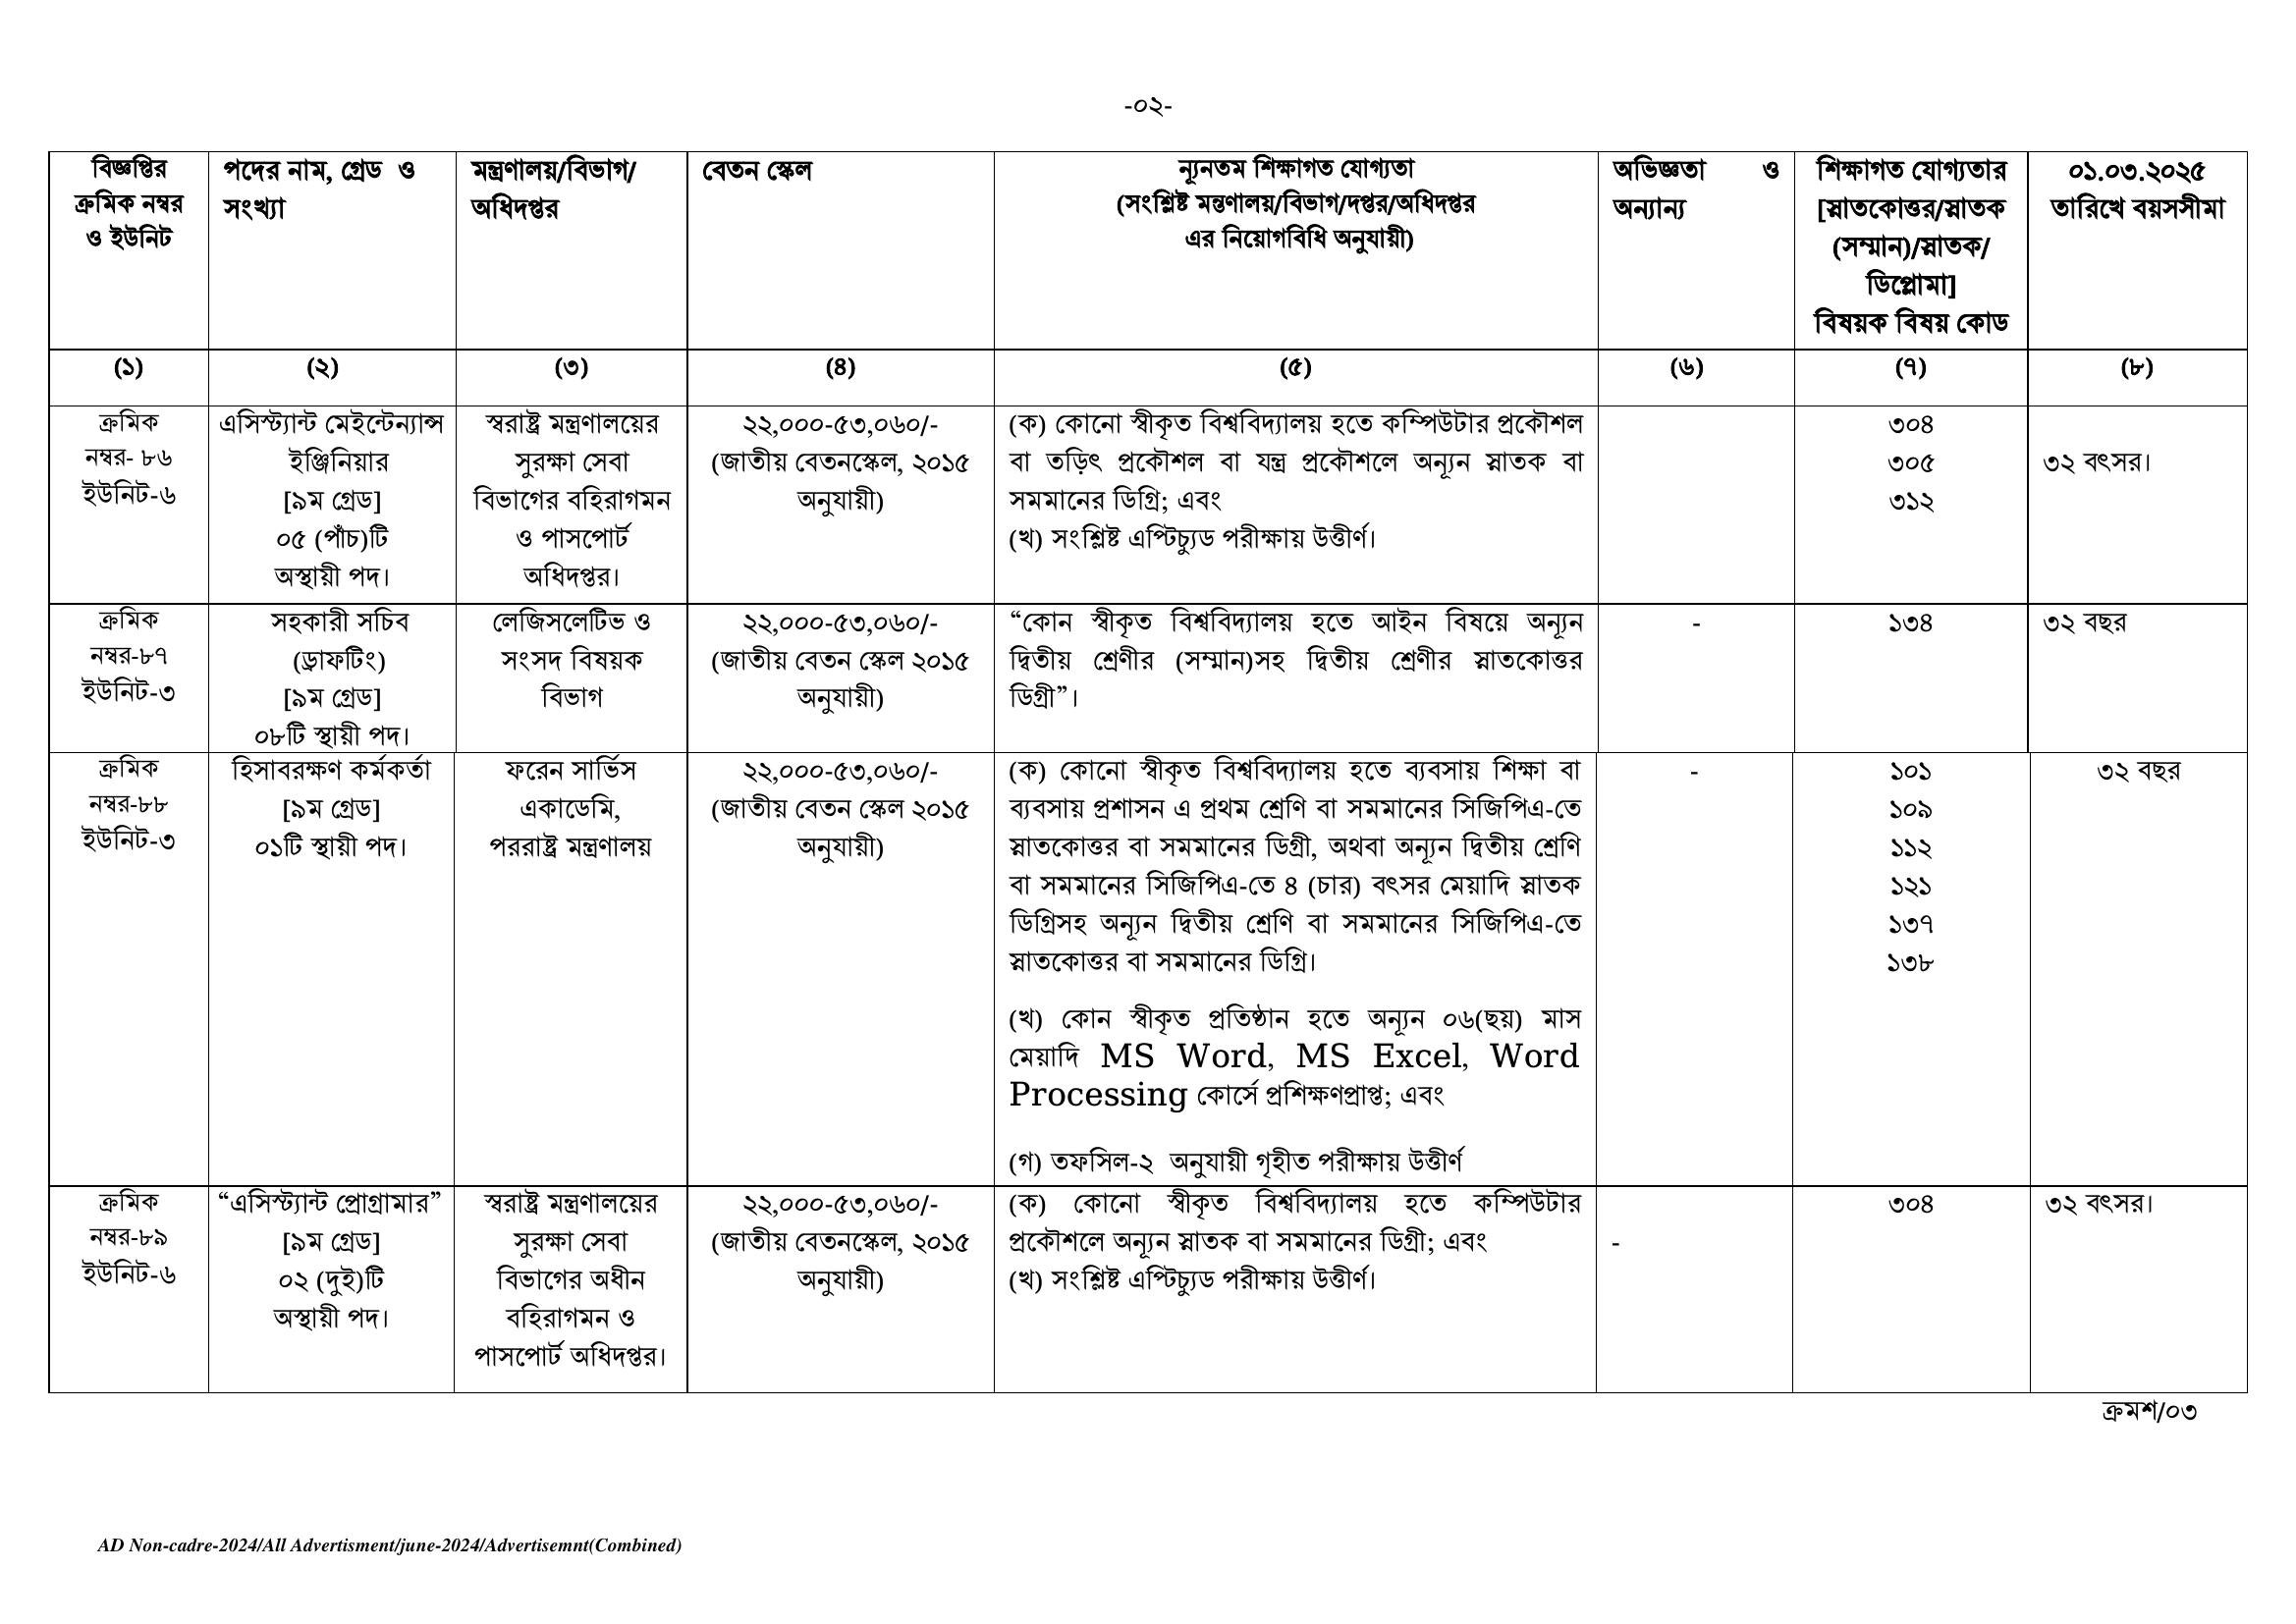 -০২-
বিজ্ঞপ্তির
ক্রমিক নম্বর
ও ইউনিট
পদের নাম, গ্রেড ও
সংখ্যা
মন্ত্রণালয়/বিভাগ/
অধিদপ্তর
বেতন স্কেল
ন্যূনতম শিক্ষাগত যোগ্যতা
(সংশ্লিষ্ট মন্তণালয়/বিভাগ/দপ্তর/অধিদপ্তর
এর নিয়োগবিধি অনুযায়ী)
অভিজ্ঞতা ও
অন্যান্য
শিক্ষাগত যোগ্যতার
[স্নাতকোত্তর/স্নাতক
(সম্মান)/স্নাতক/
ডিপ্লোমা]
বিষয়ক বিষয় কোড
০১.০৩.২০২৫
তারিখে বয়সসীমা
(১)
(২)
(৩)
(৪)
(৫)
(৬)
(৭)
(৮)
ক্রমিক
নম্বর- ৮৬
ইউনিট-৬
এসিস্ট্যান্ট মেইন্টেন্যান্স
ইঞ্জিনিয়ার
[৯ম গ্রেড]
০৫ (পাঁচ)টি
অস্থায়ী পদ।
স্বরাষ্ট্র মন্ত্রণালয়ের
সুরক্ষা সেবা
বিভাগের বহিরাগমন
ও পাসপোর্ট
অধিদপ্তর।
২২,০০০-৫৩,০৬০/-
(জাতীয় বেতনস্কেল, ২০১৫
অনুযায়ী)
(ক) কোনো স্বীকৃত বিশ্ববিদ্যালয় হতে কম্পিউটার প্রকৌশল
বা তড়িৎ প্রকৌশল বা যন্ত্র প্রকৌশলে অন্যূন স্নাতক বা
সমমানের ডিগ্রি; এবং
(খ) সংশ্লিষ্ট এপ্টিচ্যুড পরীক্ষায় উত্তীর্ণ।
৩০৪
৩০৫
৩১২
৩২ বৎসর।
ক্রমিক
নম্বর-৮৭
ইউনিট-৩
সহকারী সচিব
(ড্রাফটিং)
[৯ম গ্রেড]
০৮টি স্থায়ী পদ।
লেজিসলেটিভ ও
সংসদ বিষয়ক
বিভাগ
২২,০০০-৫৩,০৬০/-
(জাতীয় বেতন স্কেল ২০১৫
অনুযায়ী)
“কোন স্বীকৃত বিশ্ববিদ্যালয় হতে আইন বিষয়ে অন্যূন
দ্বিতীয় শ্রেণীর (সম্মান)সহ দ্বিতীয় শ্রেণীর স্নাতকোত্তর
ডিগ্রী”।
-
১৩৪
৩২ বছর
ক্রমিক
নম্বর-৮৮
ইউনিট-৩
হিসাবরক্ষণ কর্মকর্তা
[৯ম গ্রেড]
০১টি স্থায়ী পদ।
ফরেন সার্ভিস
একাডেমি,
পররাষ্ট্র মন্ত্রণালয়
২২,০০০-৫৩,০৬০/-
(জাতীয় বেতন স্কেল ২০১৫
অনুযায়ী)
(ক) কোনো স্বীকৃত বিশ্ববিদ্যালয় হতে ব্যবসায় শিক্ষা বা
ব্যবসায় প্রশাসন এ প্রথম শ্রেণি বা সমমানের সিজিপিএ-তে
স্নাতকোত্তর বা সমমানের ডিগ্রী, অথবা অন্যূন দ্বিতীয় শ্রেণি
বা সমমানের সিজিপিএ-তে ৪ (চার) বৎসর মেয়াদি স্নাতক
ডিগ্রিসহ অন্যূন দ্বিতীয় শ্রেণি বা সমমানের সিজিপিএ-তে
স্নাতকোত্তর বা সমমানের ডিগ্রি।
(খ) কোন স্বীকৃত প্রতিষ্ঠান হতে অন্যূন ০৬(ছয়) মাস
মেয়াদি MS Word, MS Excel, Word
Processing কোর্সে প্রশিক্ষণপ্রাপ্ত; এবং
(গ) তফসিল-২ অনুযায়ী গৃহীত পরীক্ষায় উত্তীর্ণ
-
১০১
১০৯
১১২
১২১
১৩৭
১৩৮
৩২ বছর
ক্রমিক
নম্বর-৮৯
ইউনিট-৬
“এসিস্ট্যান্ট প্রোগ্রামার”
[৯ম গ্রেড]
০২ (দুই)টি
অস্থায়ী পদ।
স্বরাষ্ট্র মন্ত্রণালয়ের
সুরক্ষা সেবা
বিভাগের অধীন
বহিরাগমন ও
পাসপোর্ট অধিদপ্তর।
২২,০০০-৫৩,০৬০/-
(জাতীয় বেতনস্কেল, ২০১৫
অনুযায়ী)
(ক) কোনো স্বীকৃত বিশ্ববিদ্যালয় হতে কম্পিউটার
প্রকৌশলে অন্যূন স্নাতক বা সমমানের ডিগ্রী; এবং
(খ) সংশ্লিষ্ট এপ্টিচ্যুড পরীক্ষায় উত্তীর্ণ।
-
৩০৪
৩২ বৎসর।
ক্রমশ/০৩
AD Non-cadre-2024/All Advertisment/june-2024/Advertisemnt(Combined)